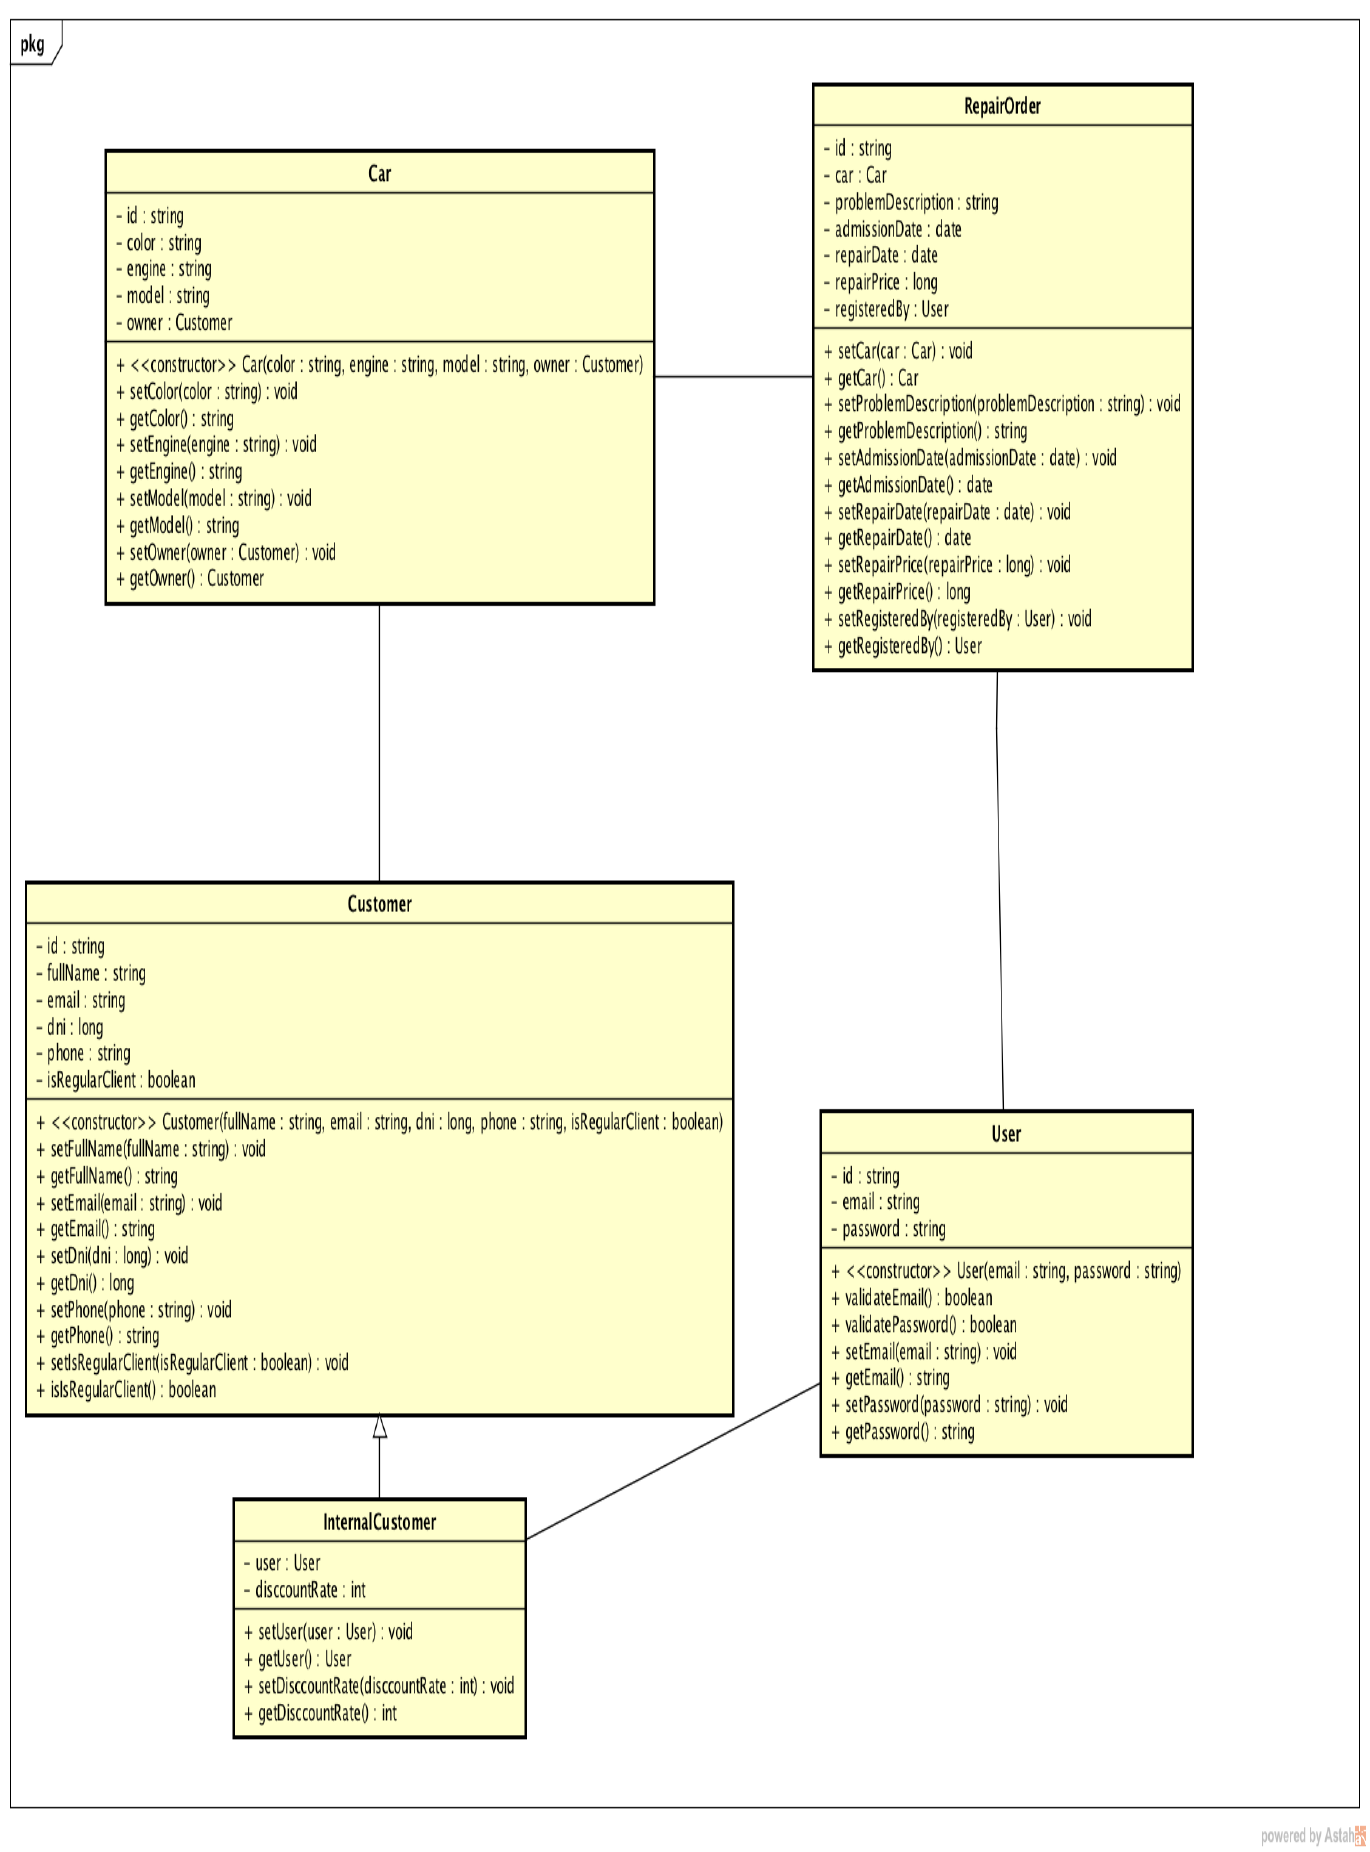 pkg
Car
- id : string
- color : string
- engine : string
- model : string
- owner : Customer
+ <<constructor>> Car(color : string, engine : string, model : string, owner : Customer)
+ setColor(color : string) : void
+ getColor() : string
+ setEngine(engine : string) : void
+ getEngine() : string
+ setModel(model : string) : void
+ getModel() : string
+ setOwner(owner : Customer) : void
+ getOwner() : Customer
RepairOrder
- id : string
- car : Car
- problemDescription : string
- admissionDate : date
- repairDate : date
- repairPrice : long
- registeredBy : User
+ setCar(car : Car) : void
+ getCar() : Car
+ setProblemDescription(problemDescription : string) : void
+ getProblemDescription() : string
+ setAdmissionDate(admissionDate : date) : void
+ getAdmissionDate() : date
+ setRepairDate(repairDate : date) : void
+ getRepairDate() : date
+ setRepairPrice(repairPrice : long) : void
+ getRepairPrice() : long
+ setRegisteredBy(registeredBy : User) : void
+ getRegisteredBy() : User
Customer
- id : string
- fullName : string
- email : string
- dni : long
- phone : string
- isRegularClient : boolean
+ <<constructor>> Customer(fullName : string, email : string, dni : long, phone : string, isRegularClient : boolean)
+ setFullName(fullName : string) : void
+ getFullName() : string
+ setEmail(email : string) : void
+ getEmail() : string
+ setDni(dni : long) : void
+ getDni() : long
+ setPhone(phone : string) : void
+ getPhone() : string
+ setIsRegularClient(isRegularClient : boolean) : void
+ isIsRegularClient() : boolean
User
- id : string
- email : string
- password : string
+ <<constructor>> User(email : string, password : string)
+ validateEmail() : boolean
+ validatePassword() : boolean
+ setEmail(email : string) : void
+ getEmail() : string
+ setPassword(password : string) : void
+ getPassword() : string
InternalCustomer
- user : User
- disccountRate : int
+ setUser(user : User) : void
+ getUser() : User
+ setDisccountRate(disccountRate : int) : void
+ getDisccountRate() : int
powered by Astah